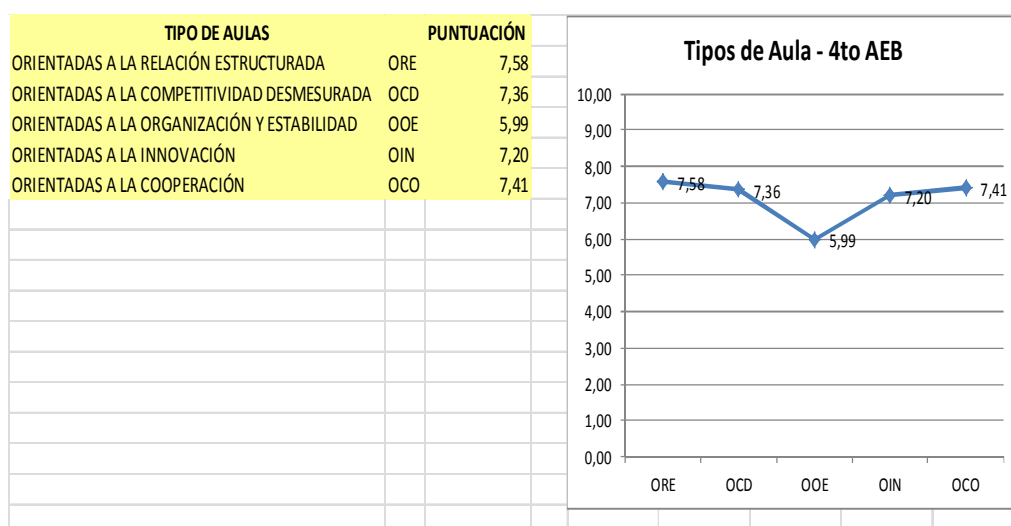 TIPO DE AULAS PUNTUACIÓN
ORIENTADAS A LA RELACIÓN ESTRUCTURADA ORE 7,58
ORIENTADAS A LA COMPETITIVIDAD DESMESURADA OCD 7,36
ORIENTADAS A LA ORGANIZACIÓN Y ESTABILIDAD OOE 5,99
ORIENTADAS A LA INNOVACIÓN OIN 7,20
ORIENTADAS A LA COOPERACIÓN OCO 7,41
Tipos de Aula - 4to AEB
10,00
9,00
8,00
7,00
6,00
5,00
4,00
3,00
2,00
1,00
0,00
7,58
7,36
5,99
7,20
7,41
ORE OCD OOE OIN OCO